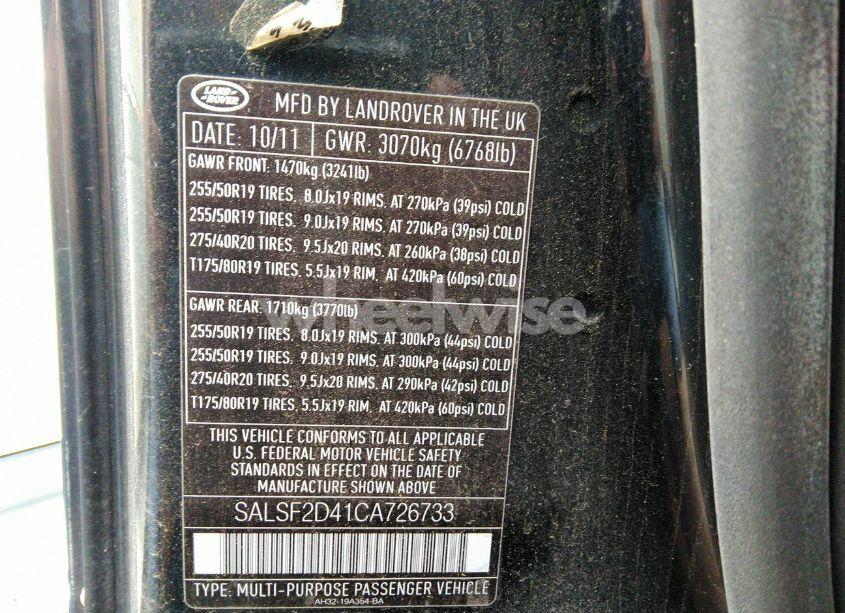 LAND
ROVER
MFD BY LANDROVER IN THE UK
DATE: 10/11 GWR: 3070kg (6768lb)
GAWR FRONT: 1470kg (3241lb)
255/50R19 TIRES, 8.0Jx19 RIMS, AT 270kPa (39psi) COLD
255/50R19 TIRES, 9.0Jx19 RIMS, AT 270kPa (39psi) COLD
275/40R20 TIRES, 9.5Jx20 RIMS, AT 260kPa (38psi) COLD
T175/80R19 TIRES, 5.5Jx19 RIM, AT 420kPa (60psi) COLD
GAWR REAR: 1710kg (3770lb)
wheelwise
255/50R19 TIRES, 8.0Jx19 RIMS, AT 300kPa (44psi) COLD
255/50R19 TIRES, 9.0Jx19 RIMS, AT 300kPa (44psi) COLD
275/40R20 TIRES, 9.5Jx20 RIMS, AT 290kPa (42psi) COLD
T175/80R19 TIRES, 5.5Jx19 RIM, AT 420kPa (60psi) COLD
THIS VEHICLE CONFORMS TO ALL APPLICABLE
U.S. FEDERAL MOTOR VEHICLE SAFETY
STANDARDS IN EFFECT ON THE DATE OF
MANUFACTURE SHOWN ABOVE
SALSF2D41CA726733
TYPE: MULTI-PURPOSE PASSENGER VEHICLE
AH32-19A354-BA